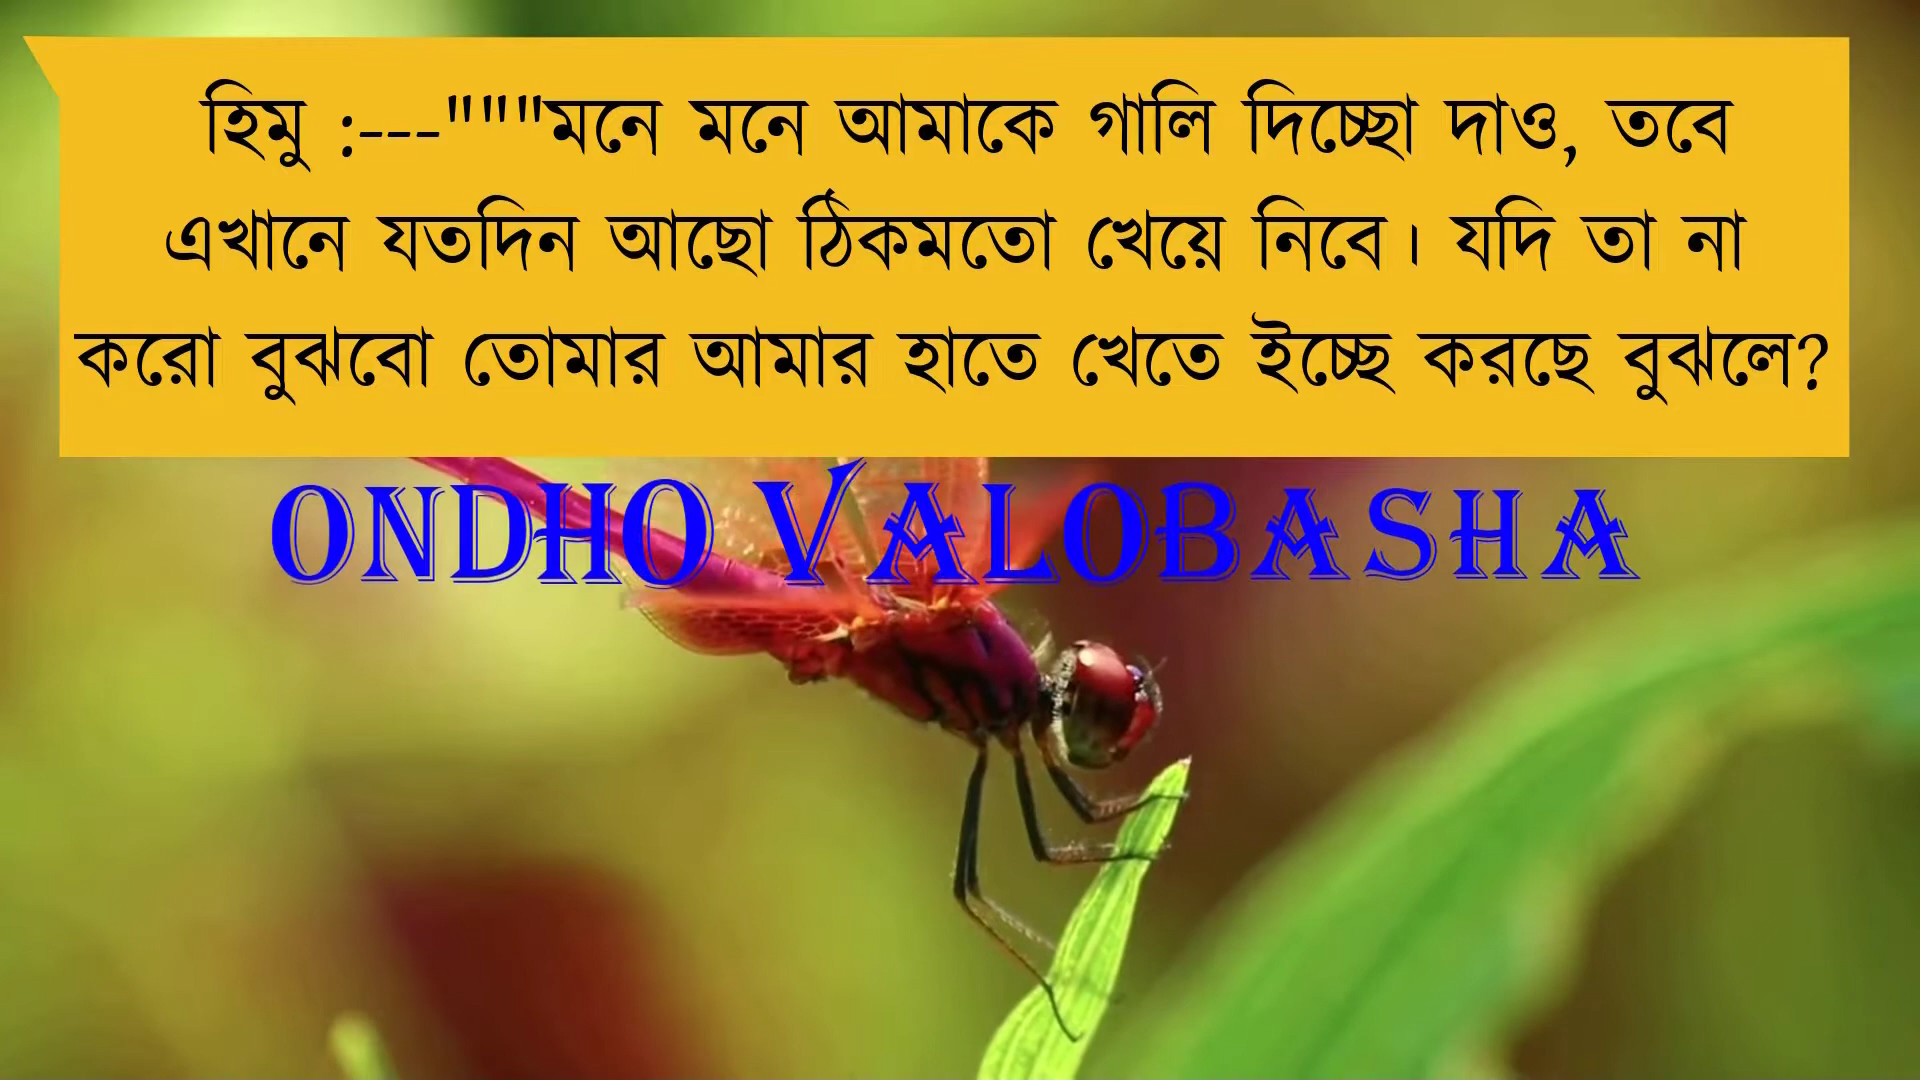 হিমু :---"""মনে মনে আমাকে গালি দিচ্ছো দাও, তবে
এখানে যতদিন আছো ঠিকমতো খেয়ে নিবে। যদি তা না
করো বুঝবো তোমার আমার হাতে খেতে ইচ্ছে করছে বুঝলে?
ONDHO VALOBASHA